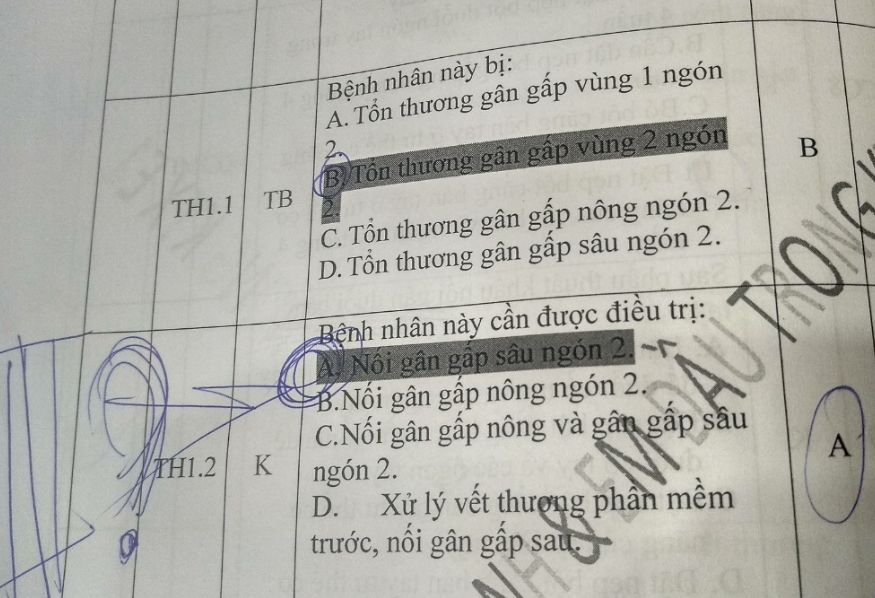 Bệnh nhân này bị:
A. Tổn thương gân gấp vùng 1 ngón
2.
B. Tổn thương gân gấp vùng 2 ngón
2.
B
TH1.1 TB
C. Tổn thương gân gấp nông ngón 2.
D. Tổn thương gân gấp sâu ngón 2.
Bệnh nhân này cần được điều trị:
A. Nối gân gấp sâu ngón 2.
B.Nối gân gấp nông ngón 2.
C.Nối gân gấp nông và gân gấp sâu
ngón 2.
TH1.2 K
A
D. Xử lý vết thương phần mềm
trước, nối gân gấp sau.
& EM ĐAU TRONG